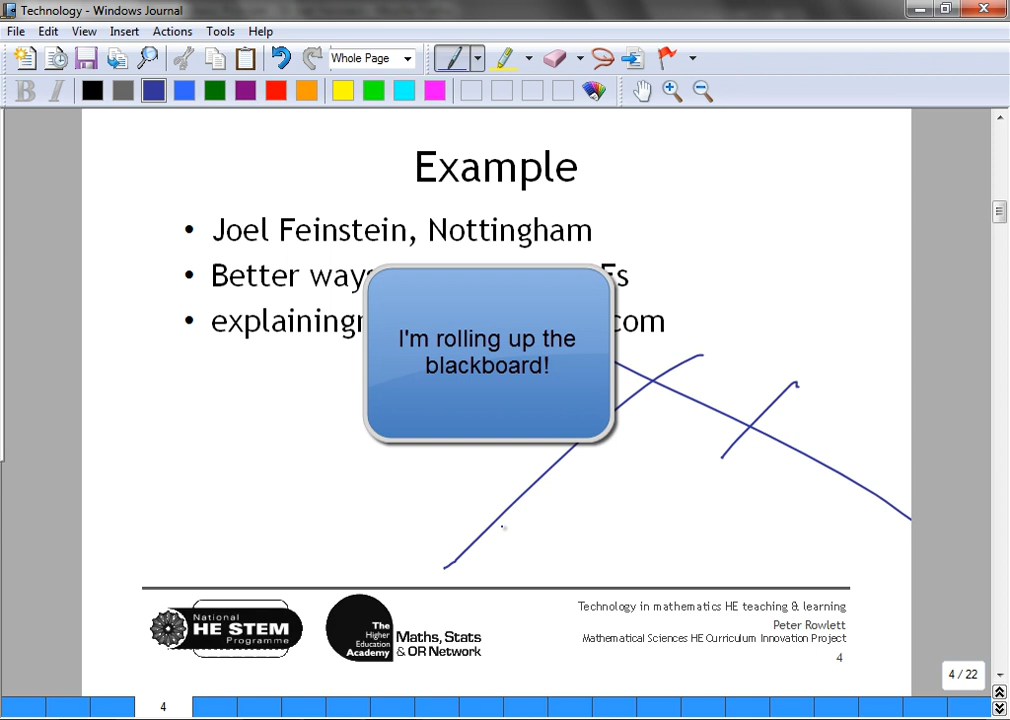 Technology - Windows Journal
File Edit View Insert Actions Tools Help
Whole Page
B I
Example
• Joel Feinstein, Nottingham
• Better ways Es
• explaining com
I'm rolling up the
blackboard!
National
HE STEM
Programme
The
Higher
Education
Academy
Maths, Stats
& OR Network
Technology in mathematics HE teaching & learning
Peter Rowlett
Mathematical Sciences HE Curriculum Innovation Project
4
4 / 22
4